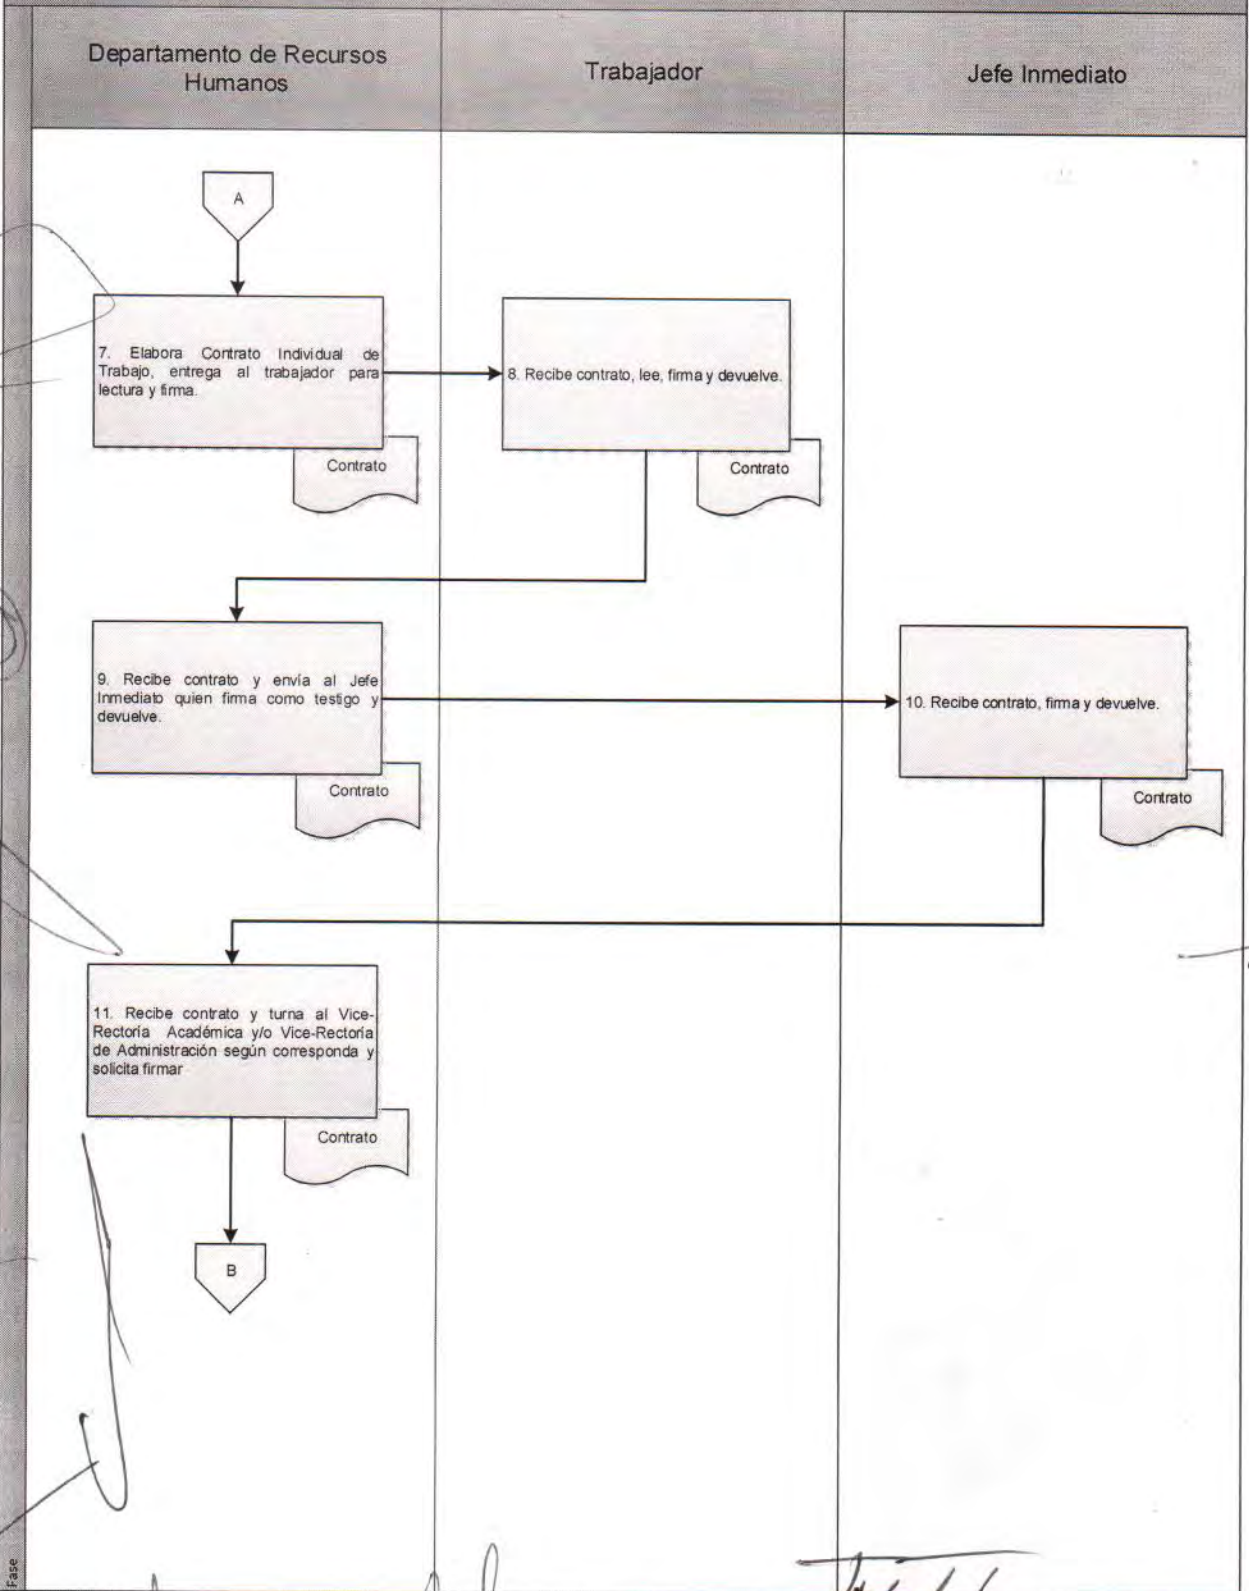 Departamento de Recursos
Humanos
Trabajador
Jefe Inmediato
A
7. Elabora Contrato Individual de
Trabajo, entrega al trabajador para
lectura y firma.
Contrato
8. Recibe contrato, lee, firma y devuelve.
Contrato
9. Recibe contrato y envía al Jefe
Inmediato quien firma como testigo y
devuelve.
Contrato
10. Recibe contrato, firma y devuelve.
Contrato
11. Recibe contrato y turna al Vice-
Rectoría Académica y/o Vice-Rectoría
de Administración según corresponda y
solicita firmar
Contrato
B
Fase